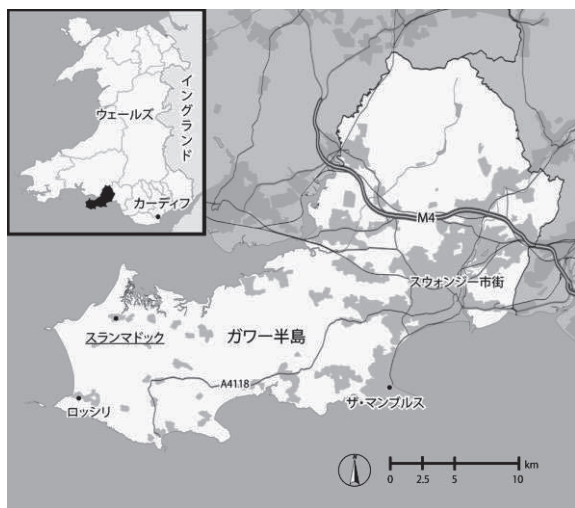 イングランド
ウェールズ
カーディフ
M4
スウォンジー市街
スランマドック
ガワー半島
A4118
ロッシリ
ザ・マンブルス
km
0 2.5 5 10